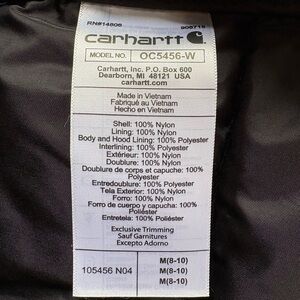 RN#14806 906718
carhartt
MODEL NO. OC5456-W
Carhartt, Inc. P.O. Box 600
Dearborn, MI 48121 USA
carhartt.com
Made in Vietnam
Fabriqué au Vietnam
Hecho en Vietnam
Shell: 100% Nylon
Lining: 100% Nylon
Body and Hood Lining: 100% Polyester
Interlining: 100% Polyester
Extérieur: 100% Nylon
Doublure: 100% Nylon
Doublure de corps et capuche: 100%
Polyester
Entredoublure: 100% Polyester
Tela Exterior: 100% Nylon
Forro: 100% Nylon
Forro de cuerpo y capucha: 100%
Poliéster
Entretela: 100% Poliéster
Exclusive Trimming
Sauf Garnitures
Excepto Adorno
M(8-10)
105456 N04 M(8-10)
M(8-10)